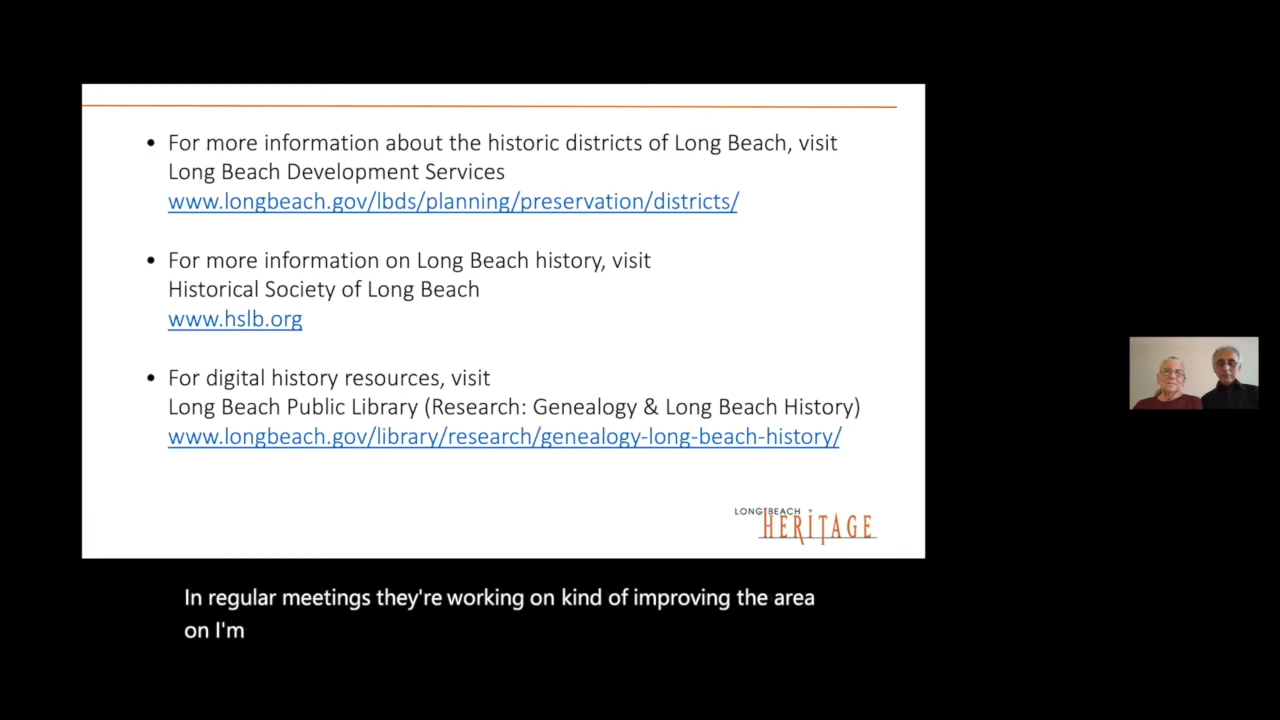 For more information about the historic districts of Long Beach, visit
Long Beach Development Services
www.longbeach.gov/lbds/planning/preservation/districts/
For more information on Long Beach history, visit
Historical Society of Long Beach
www.hslb.org
For digital history resources, visit
Long Beach Public Library (Research: Genealogy & Long Beach History)
www.longbeach.gov/library/research/genealogy-long-beach-history/
LONG BEACH
HERiTAGE
In regular meetings they're working on kind of improving the area
on I'm